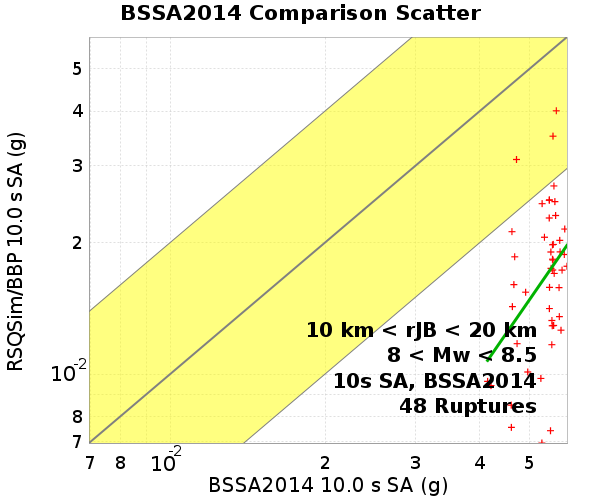 BSSA2014 Comparison Scatter
RSQSim/BBP 10.0 s SA (g)
5
4
3
2
10-2
8
7
10 km < rJB < 20 km
8 < Mw < 8.5
10s SA, BSSA2014
48 Ruptures
7 8 10-2 2 3 4 5
BSSA2014 10.0 s SA (g)